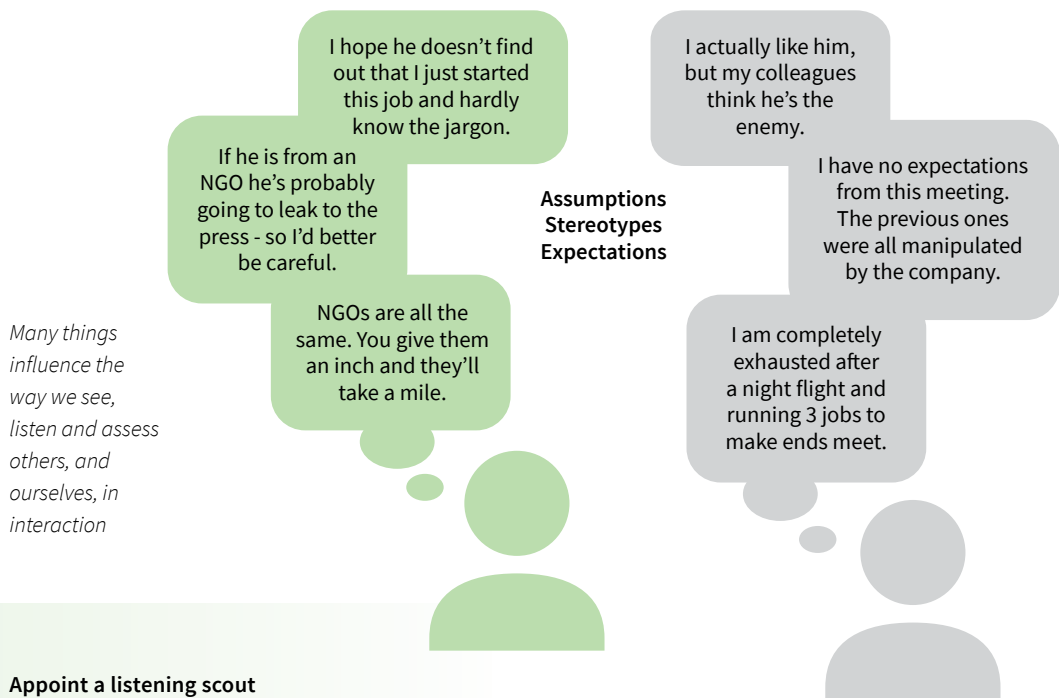 I hope he doesn’t find
out that I just started
this job and hardly
know the jargon.
If he is from an
NGO he’s probably
going to leak to the
press - so I’d better
be careful.
NGOs are all the
same. You give them
an inch and they’ll
take a mile.
Assumptions
Stereotypes
Expectations
I actually like him,
but my colleagues
think he’s the
enemy.
I have no expectations
from this meeting.
The previous ones
were all manipulated
by the company.
I am completely
exhausted after
a night flight and
running 3 jobs to
make ends meet.
Many things
influence the
way we see,
listen and assess
others, and
ourselves, in
interaction
Appoint a listening scout